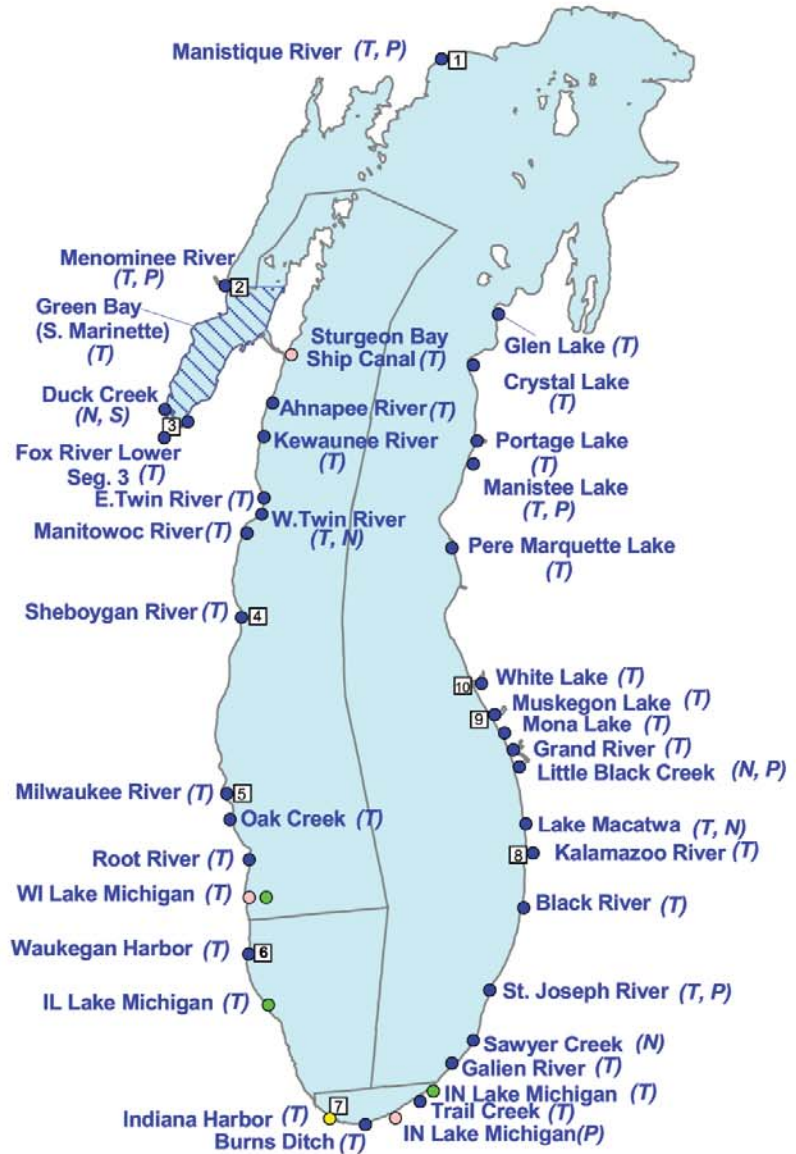 Manistique River (T, P)
1
Menominee River
(T, P)
2
Green Bay
(S. Marinette)
(T)
Sturgeon Bay
Ship Canal (T)
Glen Lake (T)
Crystal Lake
(T)
Duck Creek
(N, S)
3
Ahnapee River (T)
Fox River Lower
Seg. 3 (T)
Kewaunee River
(T)
Portage Lake
(T)
Manistee Lake
(T, P)
E.Twin River (T)
W.Twin River
(T, N)
Manitowoc River (T)
Pere Marquette Lake
(T)
Sheboygan River (T)
4
White Lake (T)
10
Muskegon Lake (T)
9
Mona Lake (T)
Grand River (T)
Little Black Creek (N, P)
Milwaukee River (T)
5
Oak Creek (T)
Lake Macatwa (T, N)
8
Kalamazoo River (T)
Root River (T)
WI Lake Michigan (T)
Black River (T)
Waukegan Harbor (T)
6
IL Lake Michigan (T)
St. Joseph River (T, P)
Sawyer Creek (N)
Galien River (T)
IN Lake Michigan (T)
7
Trail Creek (T)
Indiana Harbor (T)
Burns Ditch (T)
IN Lake Michigan(P)